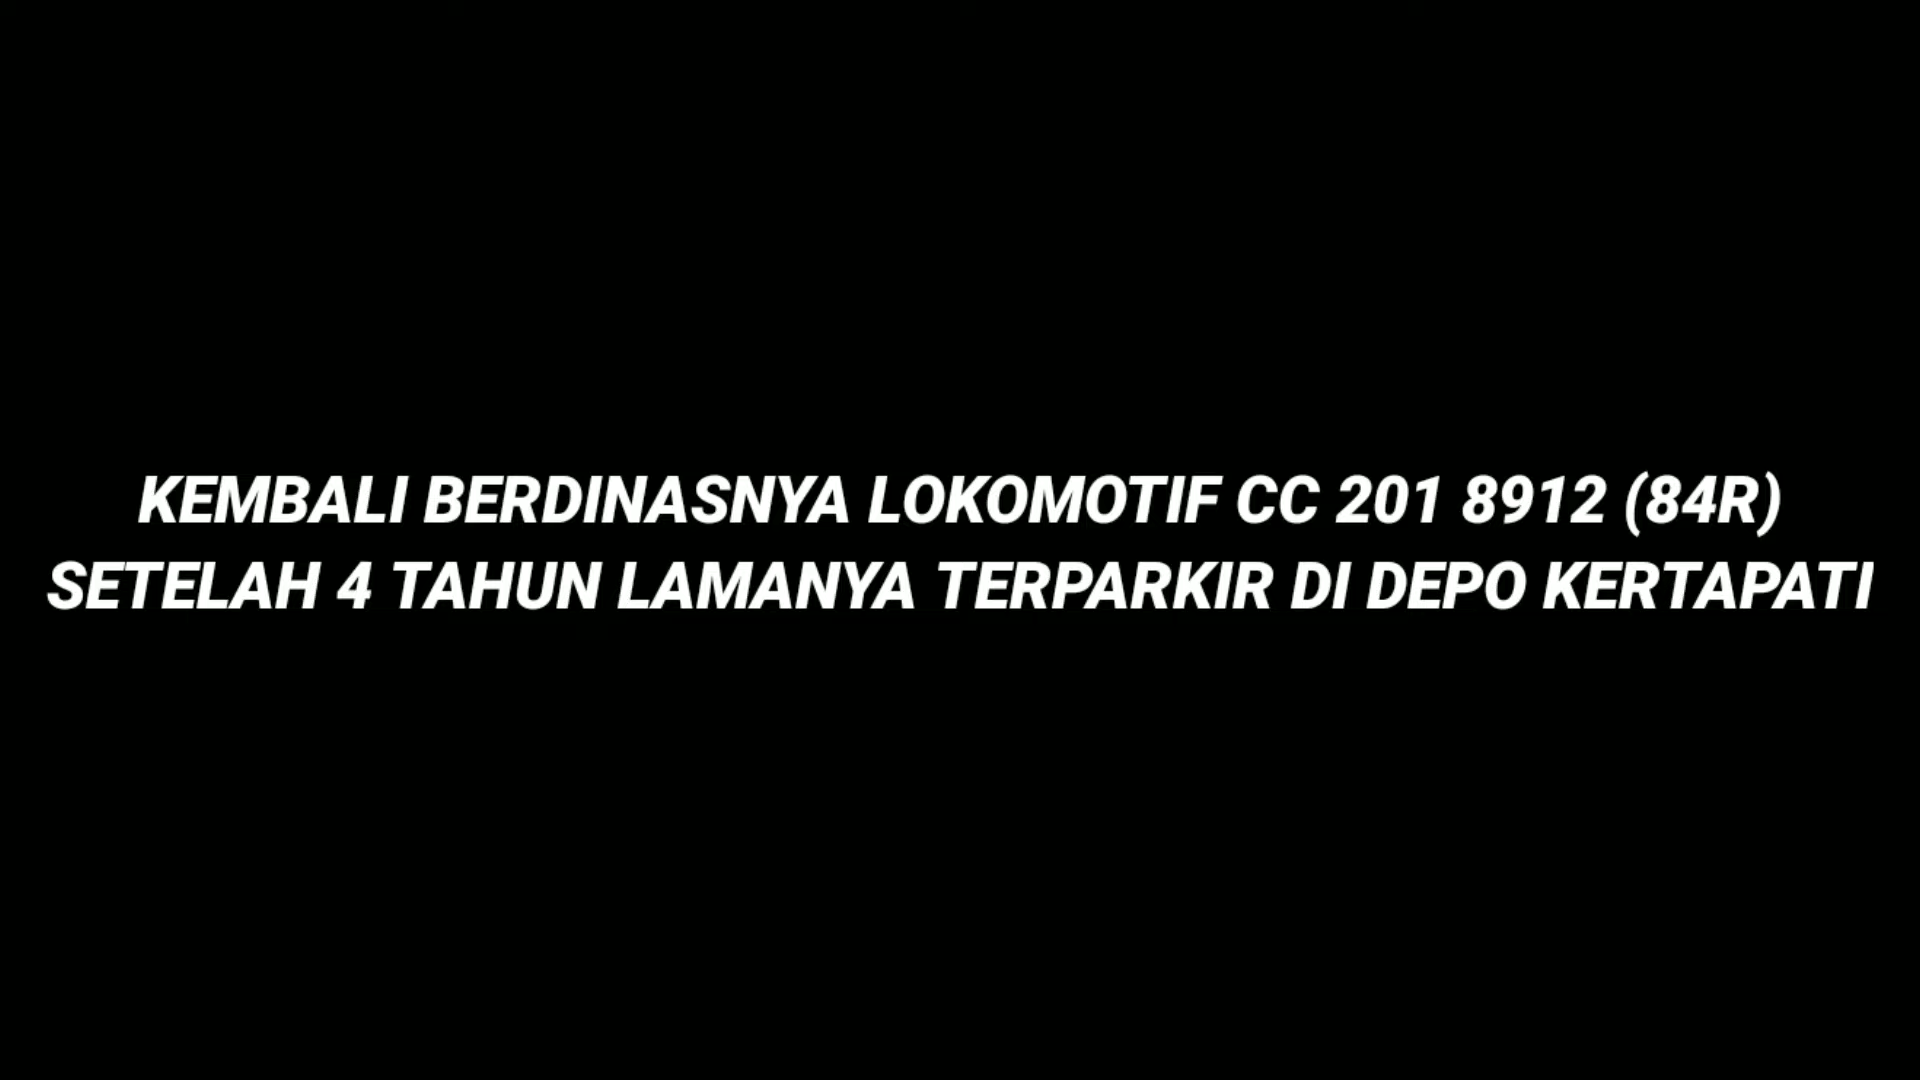 KEMBALI BERDINASNYA LOKOMOTIF CC 201 8912 (84R)
SETELAH 4 TAHUN LAMANYA TERPARKIR DI DEPO KERTAPATI